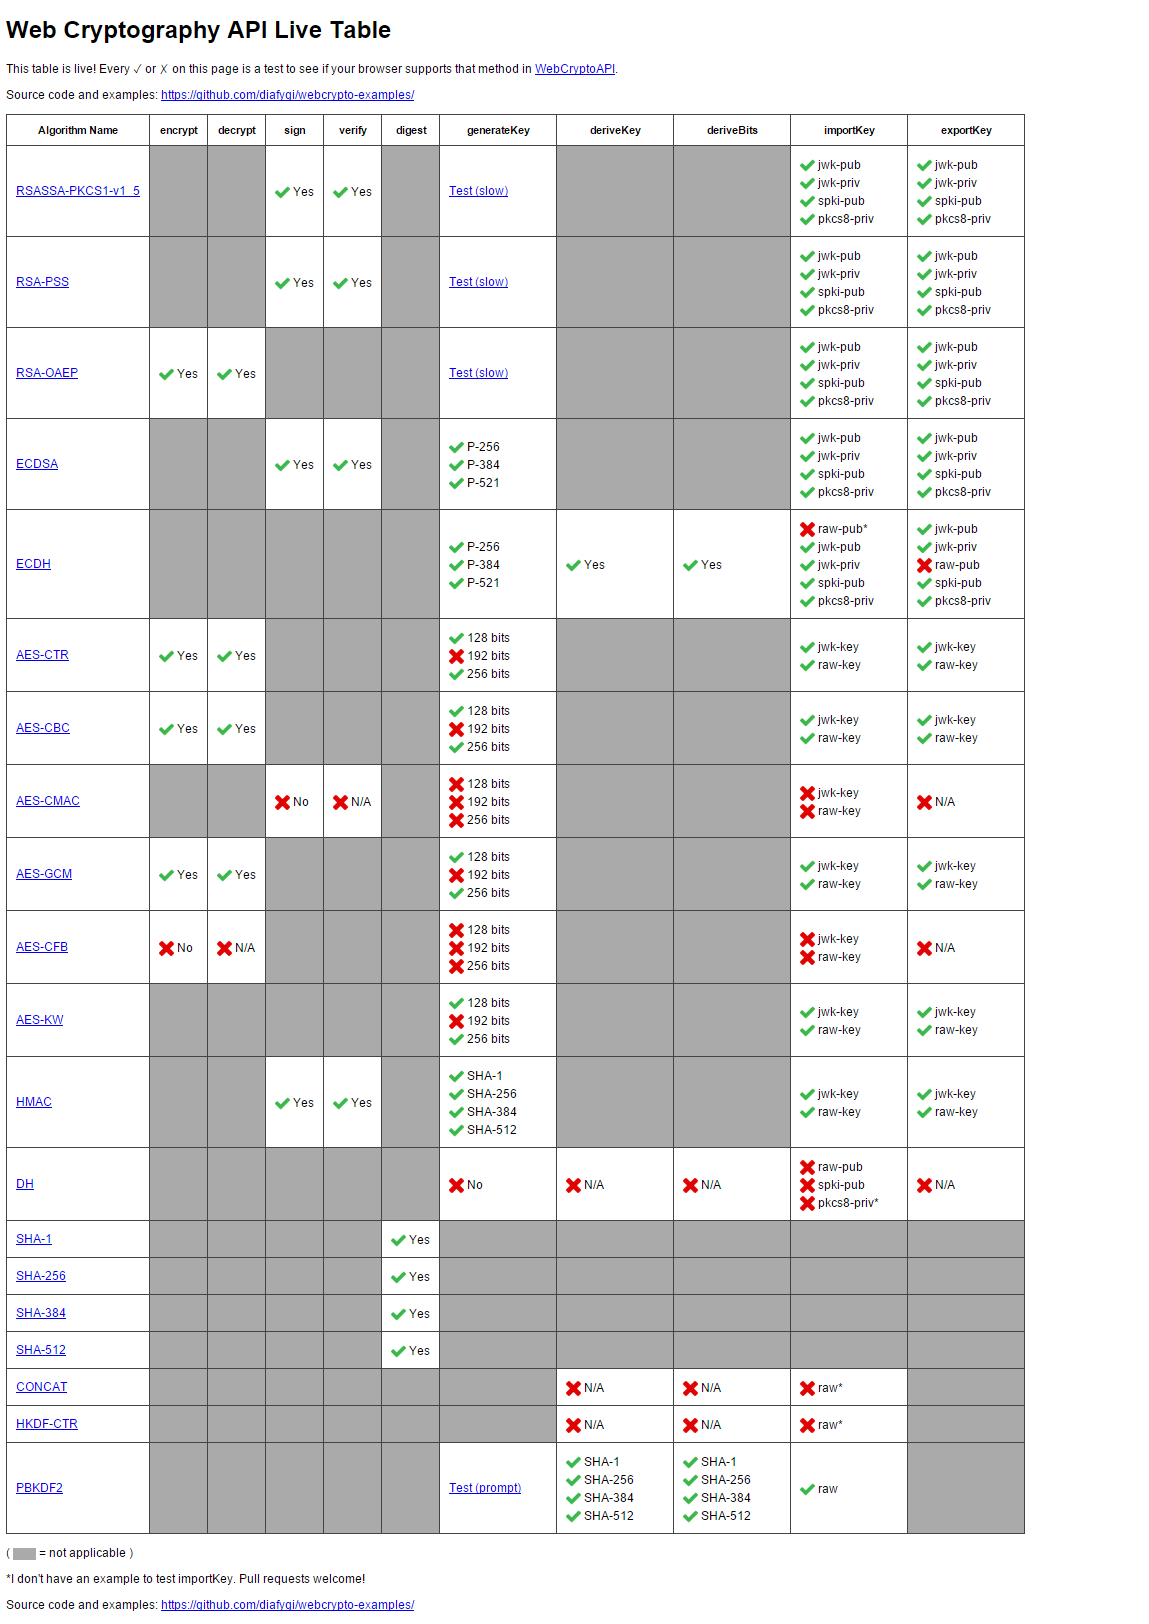 Web Cryptography API Live Table
This table is live! Every ✓ or ✗ on this page is a test to see if your browser supports that method in WebCryptoAPI.
Source code and examples: https://github.com/diafygi/webcrypto-examples/
Algorithm Name encrypt decrypt sign verify digest generateKey deriveKey deriveBits importKey exportKey
RSASSA-PKCS1-v1_5 Yes Yes Test (slow)
jwk-pub jwk-pub
jwk-priv jwk-priv
spki-pub spki-pub
pkcs8-priv pkcs8-priv
RSA-PSS Yes Yes Test (slow)
jwk-pub jwk-pub
jwk-priv jwk-priv
spki-pub spki-pub
pkcs8-priv pkcs8-priv
RSA-OAEP Yes Yes Test (slow)
jwk-pub jwk-pub
jwk-priv jwk-priv
spki-pub spki-pub
pkcs8-priv pkcs8-priv
ECDSA Yes Yes
P-256
P-384
P-521
jwk-pub jwk-pub
jwk-priv jwk-priv
spki-pub spki-pub
pkcs8-priv pkcs8-priv
ECDH
P-256
P-384
P-521
Yes Yes
raw-pub* jwk-pub
jwk-pub jwk-priv
jwk-priv raw-pub
spki-pub spki-pub
pkcs8-priv pkcs8-priv
AES-CTR Yes Yes
128 bits
192 bits
256 bits
jwk-key jwk-key
raw-key raw-key
AES-CBC Yes Yes
128 bits
192 bits
256 bits
jwk-key jwk-key
raw-key raw-key
AES-CMAC No N/A
128 bits
192 bits
256 bits
jwk-key
raw-key
N/A
AES-GCM Yes Yes
128 bits
192 bits
256 bits
jwk-key jwk-key
raw-key raw-key
AES-CFB No N/A
128 bits
192 bits
256 bits
jwk-key
raw-key
N/A
AES-KW
128 bits
192 bits
256 bits
jwk-key jwk-key
raw-key raw-key
HMAC Yes Yes
SHA-1
SHA-256
SHA-384
SHA-512
jwk-key jwk-key
raw-key raw-key
DH No N/A N/A
raw-pub
spki-pub
pkcs8-priv*
N/A
SHA-1 Yes
SHA-256 Yes
SHA-384 Yes
SHA-512 Yes
CONCAT N/A N/A raw*
HKDF-CTR N/A N/A raw*
PBKDF2 Test (prompt)
SHA-1 SHA-1
SHA-256 SHA-256
SHA-384 SHA-384
SHA-512 SHA-512
raw
( = not applicable )
*I don't have an example to test importKey. Pull requests welcome!
Source code and examples: https://github.com/diafygi/webcrypto-examples/